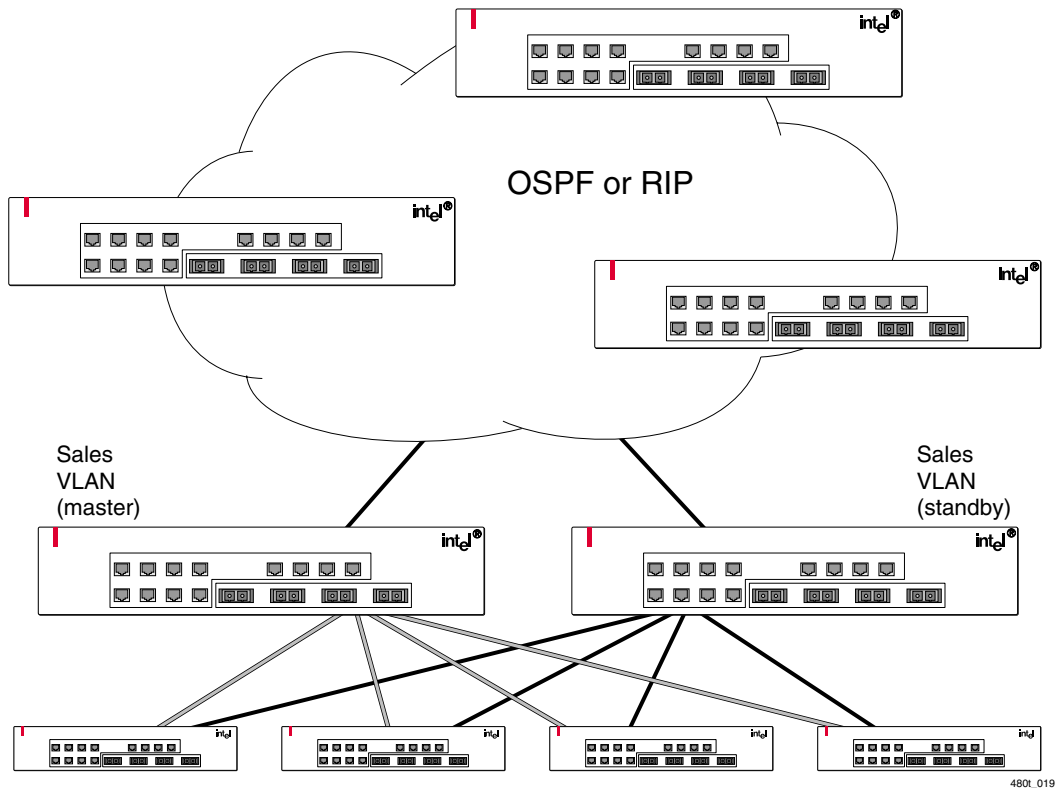 intel®
OSPF or RIP
intel®
intel®
Sales
VLAN
(master)
Sales
VLAN
(standby)
intel®
intel®
intel
intel
intel
intel
480t_019